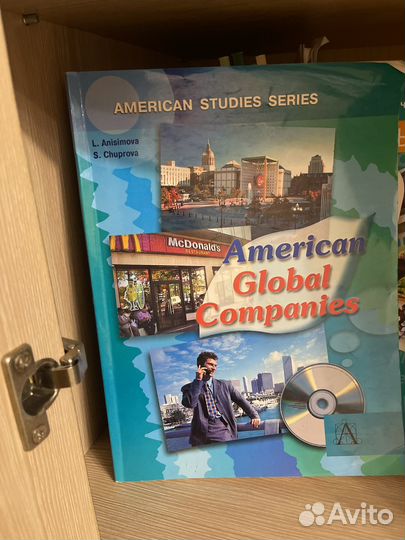 AMERICAN STUDIES SERIES
L. Anisimova
S. Chuprova
McDonald's
American
Global
Companies
A
Avito